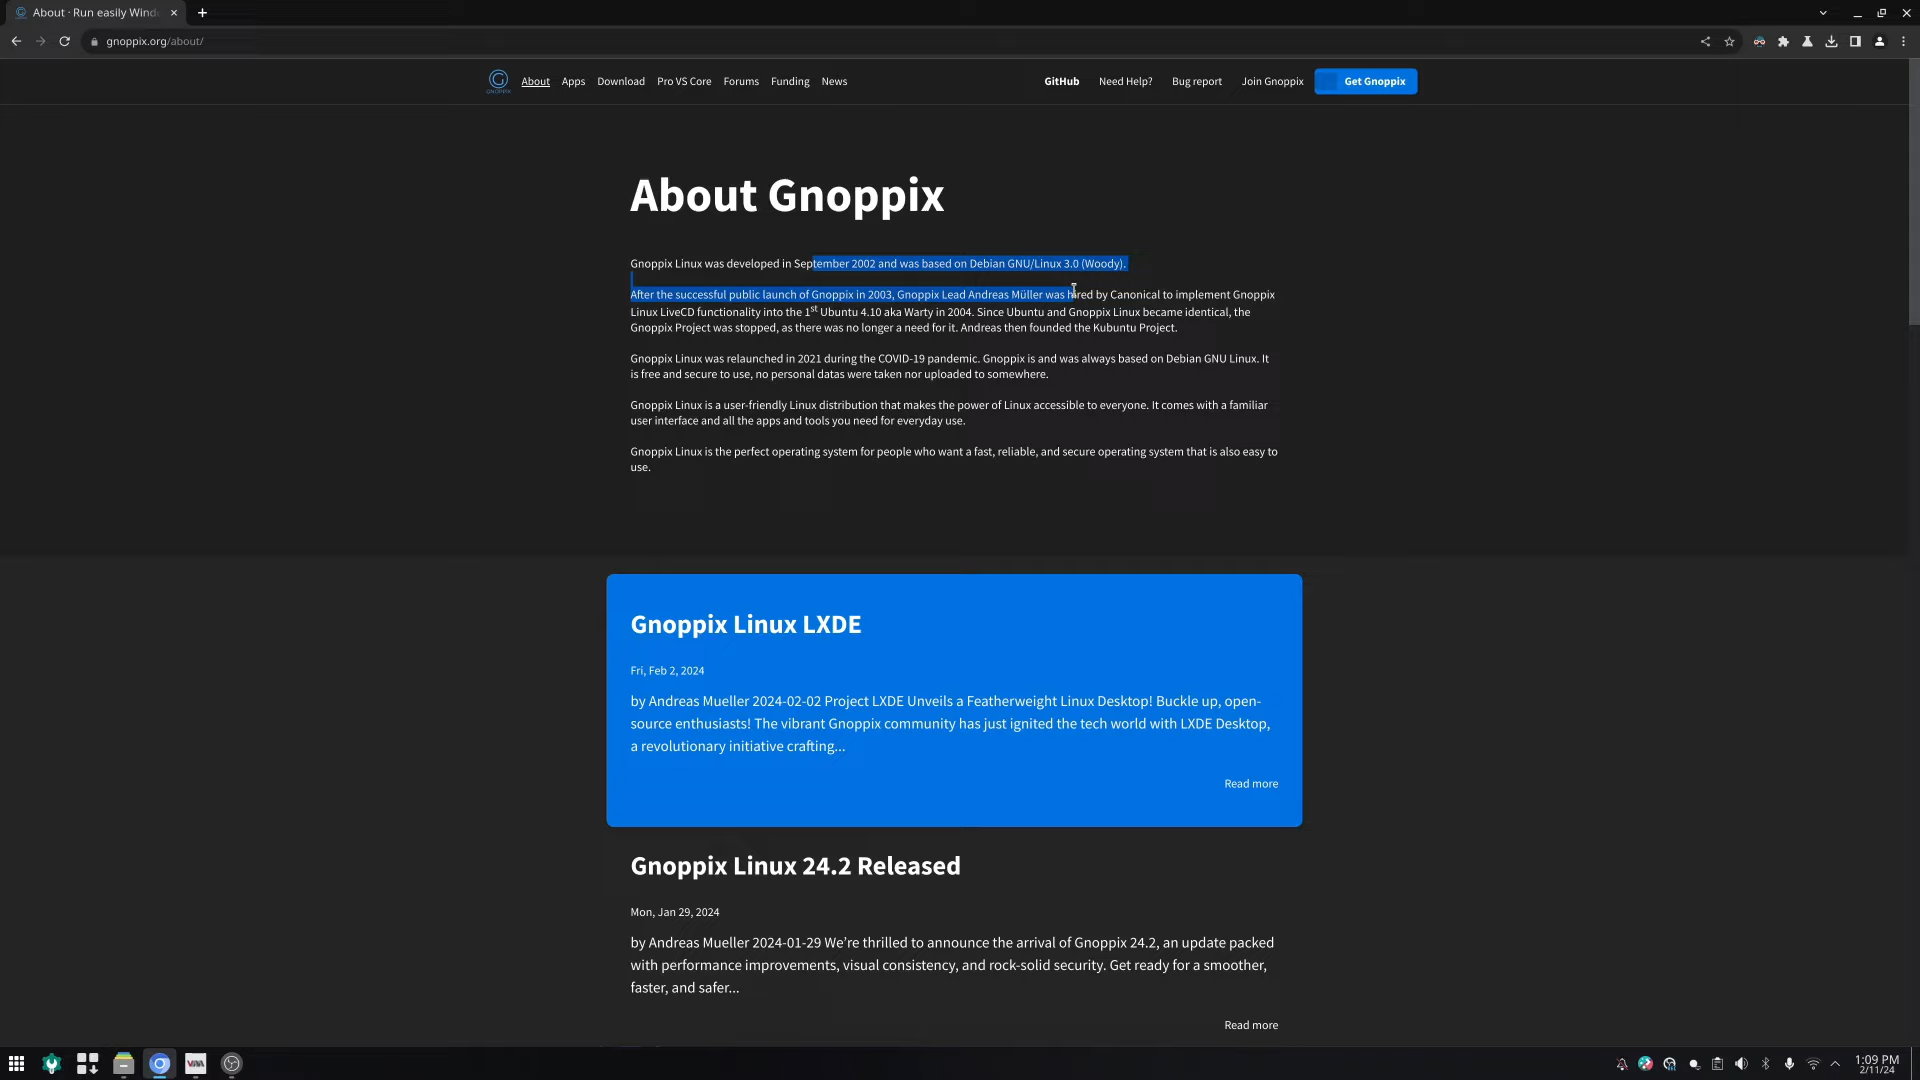 About · Run easily Wind
gnoppix.org/about/
GNOPPIX
About
Apps
Download
Pro VS Core
Forums
Funding
News
GitHub
Need Help?
Bug report
Join Gnoppix
Get Gnoppix
About Gnoppix
Gnoppix Linux was developed in September 2002 and was based on Debian GNU/Linux 3.0 (Woody).
After the successful public launch of Gnoppix in 2003, Gnoppix Lead Andreas Müller was hired by Canonical to implement Gnoppix
Linux LiveCD functionality into the 1st Ubuntu 4.10 aka Warty in 2004. Since Ubuntu and Gnoppix Linux became identical, the
Gnoppix Project was stopped, as there was no longer a need for it. Andreas then founded the Kubuntu Project.
Gnoppix Linux was relaunched in 2021 during the COVID-19 pandemic. Gnoppix is and was always based on Debian GNU Linux. It
is free and secure to use, no personal datas were taken nor uploaded to somewhere.
Gnoppix Linux is a user-friendly Linux distribution that makes the power of Linux accessible to everyone. It comes with a familiar
user interface and all the apps and tools you need for everyday use.
Gnoppix Linux is the perfect operating system for people who want a fast, reliable, and secure operating system that is also easy to
use.
Gnoppix Linux LXDE
Fri, Feb 2, 2024
by Andreas Mueller 2024-02-02 Project LXDE Unveils a Featherweight Linux Desktop! Buckle up, open-
source enthusiasts! The vibrant Gnoppix community has just ignited the tech world with LXDE Desktop,
a revolutionary initiative crafting...
Read more
Gnoppix Linux 24.2 Released
Mon, Jan 29, 2024
by Andreas Mueller 2024-01-29 We’re thrilled to announce the arrival of Gnoppix 24.2, an update packed
with performance improvements, visual consistency, and rock-solid security. Get ready for a smoother,
faster, and safer...
Read more
1:09 PM
2/11/24